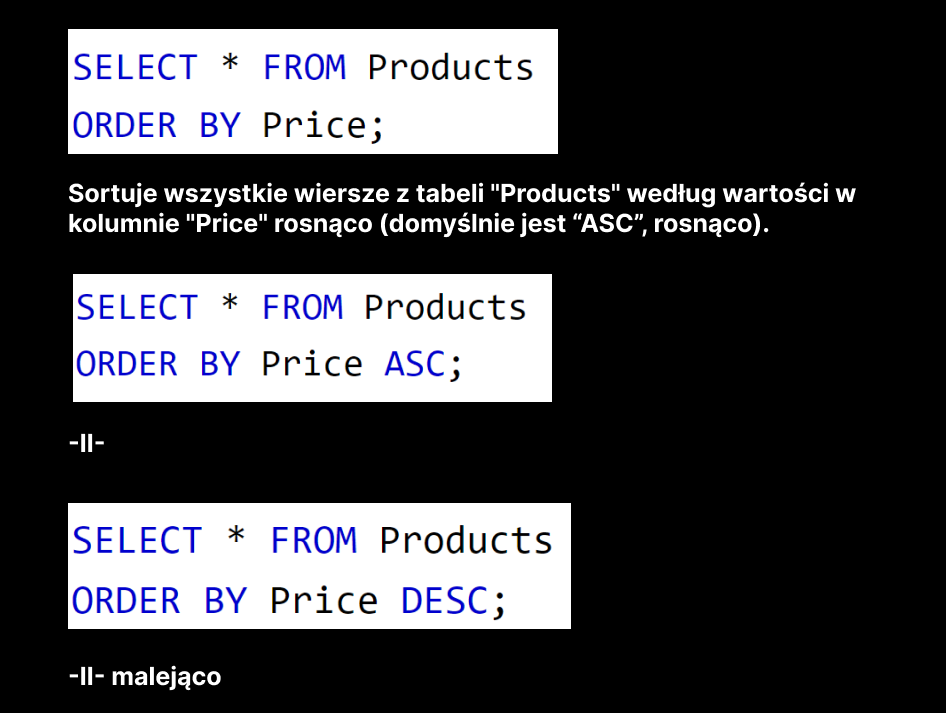 SELECT * FROM Products
ORDER BY Price;
Sortuje wszystkie wiersze z tabeli "Products" według wartości w
kolumnie "Price" rosnąco (domyślnie jest “ASC”, rosnąco).
SELECT * FROM Products
ORDER BY Price ASC;
-II-
SELECT * FROM Products
ORDER BY Price DESC;
-II- malejąco